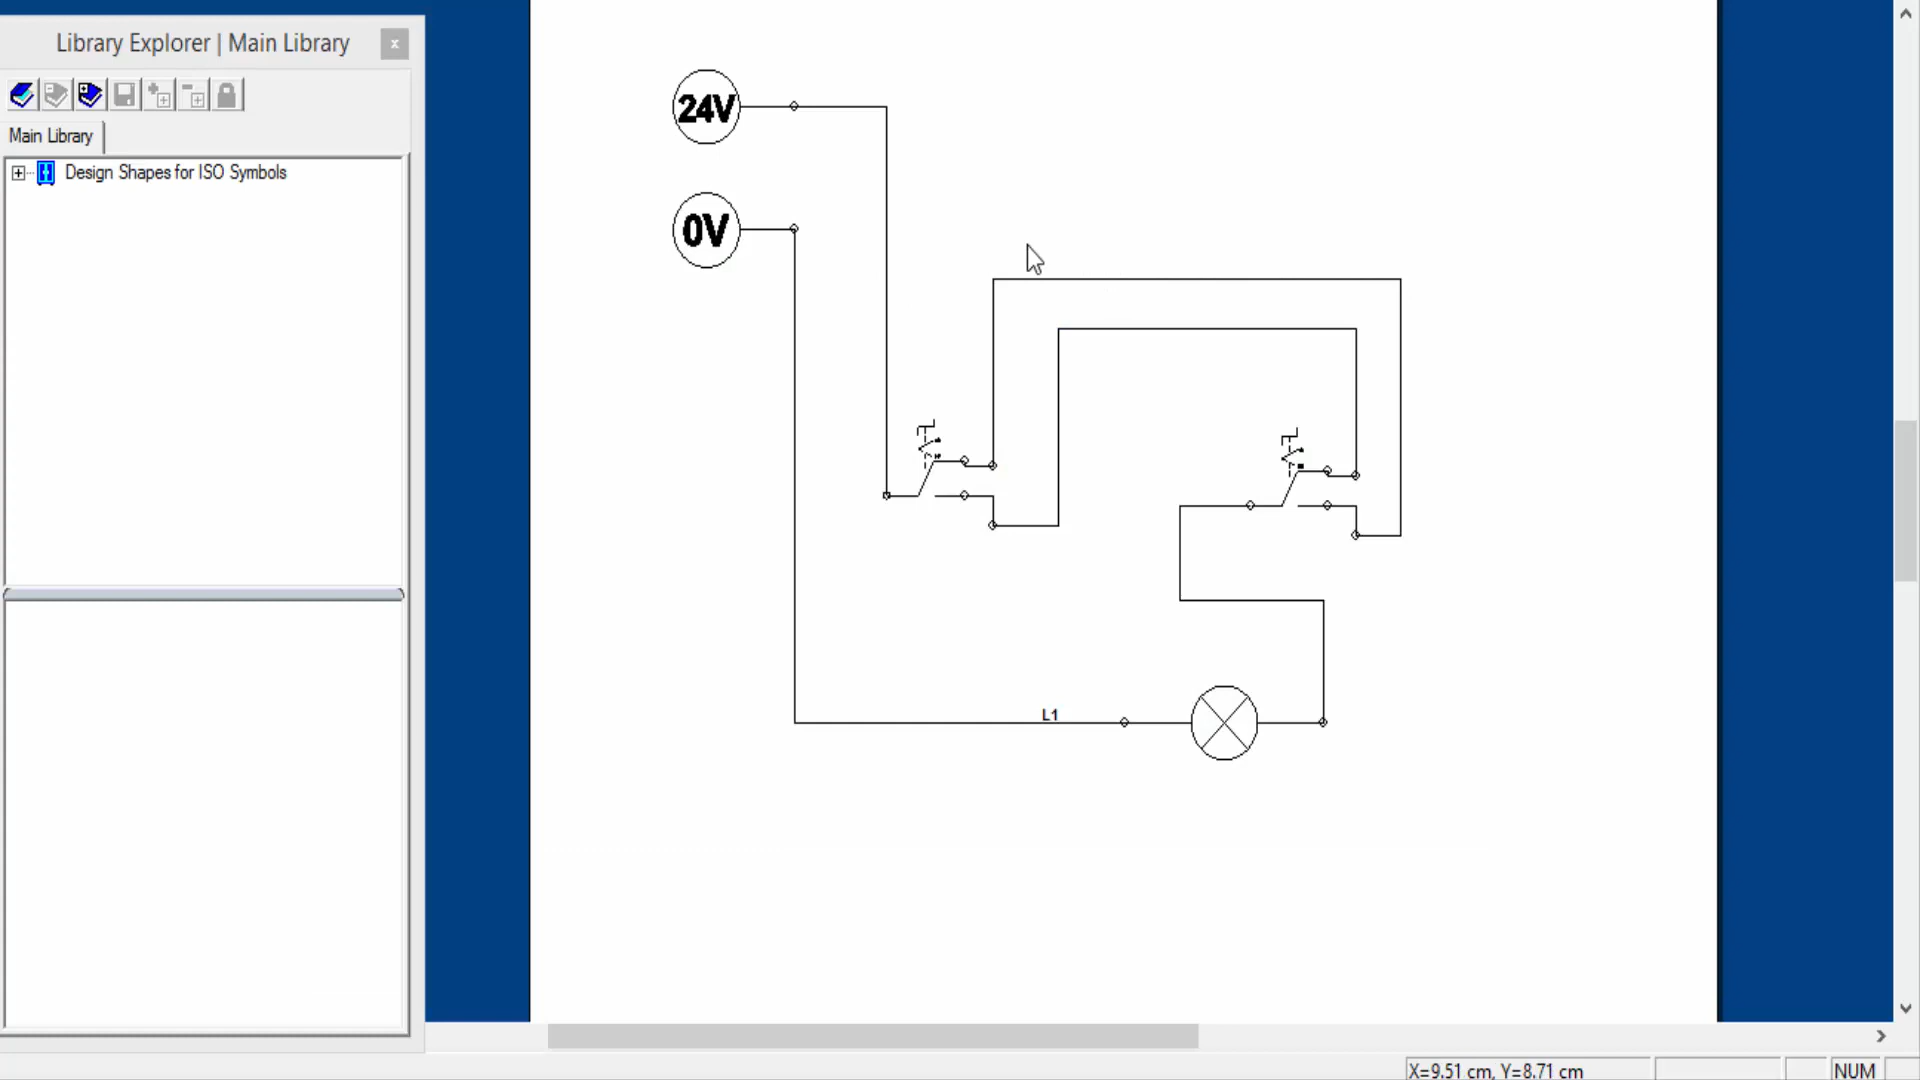 Library Explorer | Main Library
x
Main Library
Design Shapes for ISO Symbols
24V
0V
L1
X=9.51 cm, Y=8.71 cm
NUM